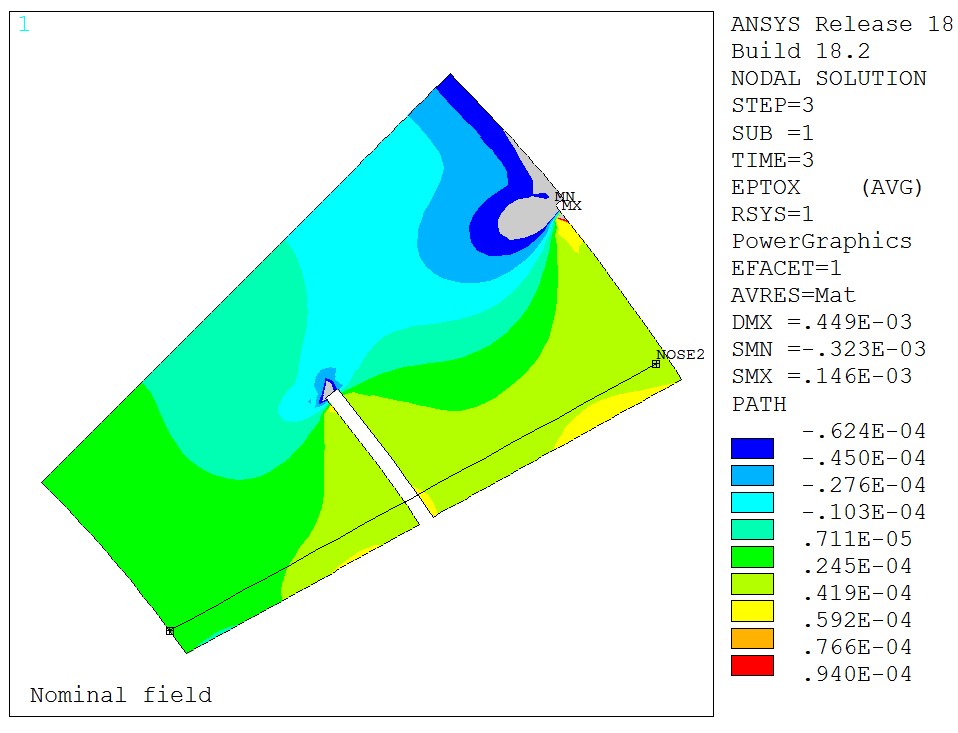 1
ANSYS Release 18
Build 18.2
NODAL SOLUTION
STEP=3
SUB =1
TIME=3
EPTOX (AVG)
RSYS=1
PowerGraphics
EFACET=1
AVRES=Mat
DMX =.449E-03
SMN =-.323E-03
SMX =.146E-03
PATH
-.624E-04
-.450E-04
-.276E-04
-.103E-04
.711E-05
.245E-04
.419E-04
.592E-04
.766E-04
.940E-04
MN
MX
NOSE2
Nominal field